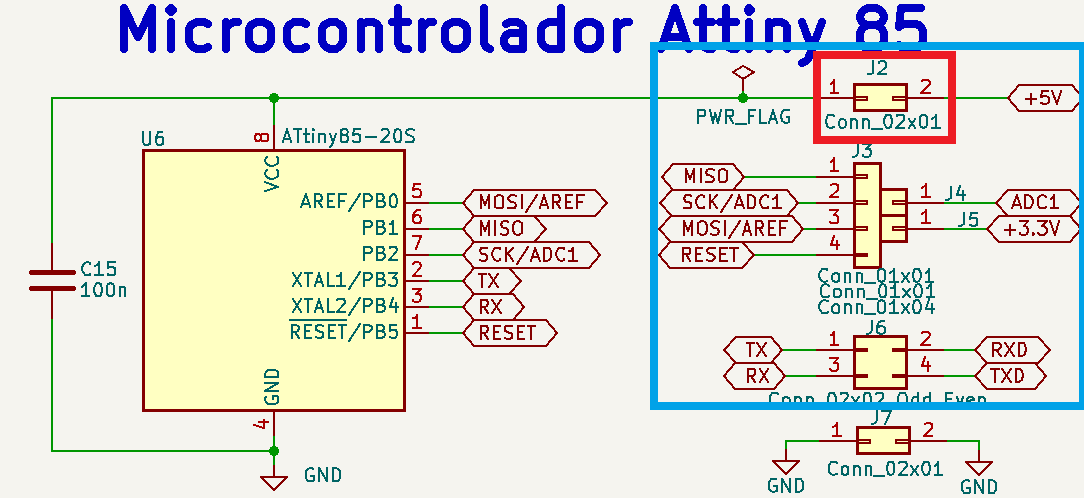 Microcontrolador Attiny 85
J2
1 2
+5V
PWR_FLAG
Conn_02x01
U6
8
ATtiny85-20S
VCC
J3
MISO 1
SCK/ADC1 2
1 J4 ADC1
MOSI/AREF 3
1 J5 +3.3V
RESET 4
Conn_01x01
Conn_01x01
Conn_01x04
AREF/PB0 5 MOSI/AREF
PB1 6 MISO
PB2 7 SCK/ADC1
XTAL1/PB3 2 TX
XTAL2/PB4 3 RX
RESET/PB5 1 RESET
C15
100n
J6
TX 1 2 RXD
RX 3 4 TXD
Conn_02x02_Odd_Even
GND
4
GND
J7
1 2
Conn_02x01
GND
GND